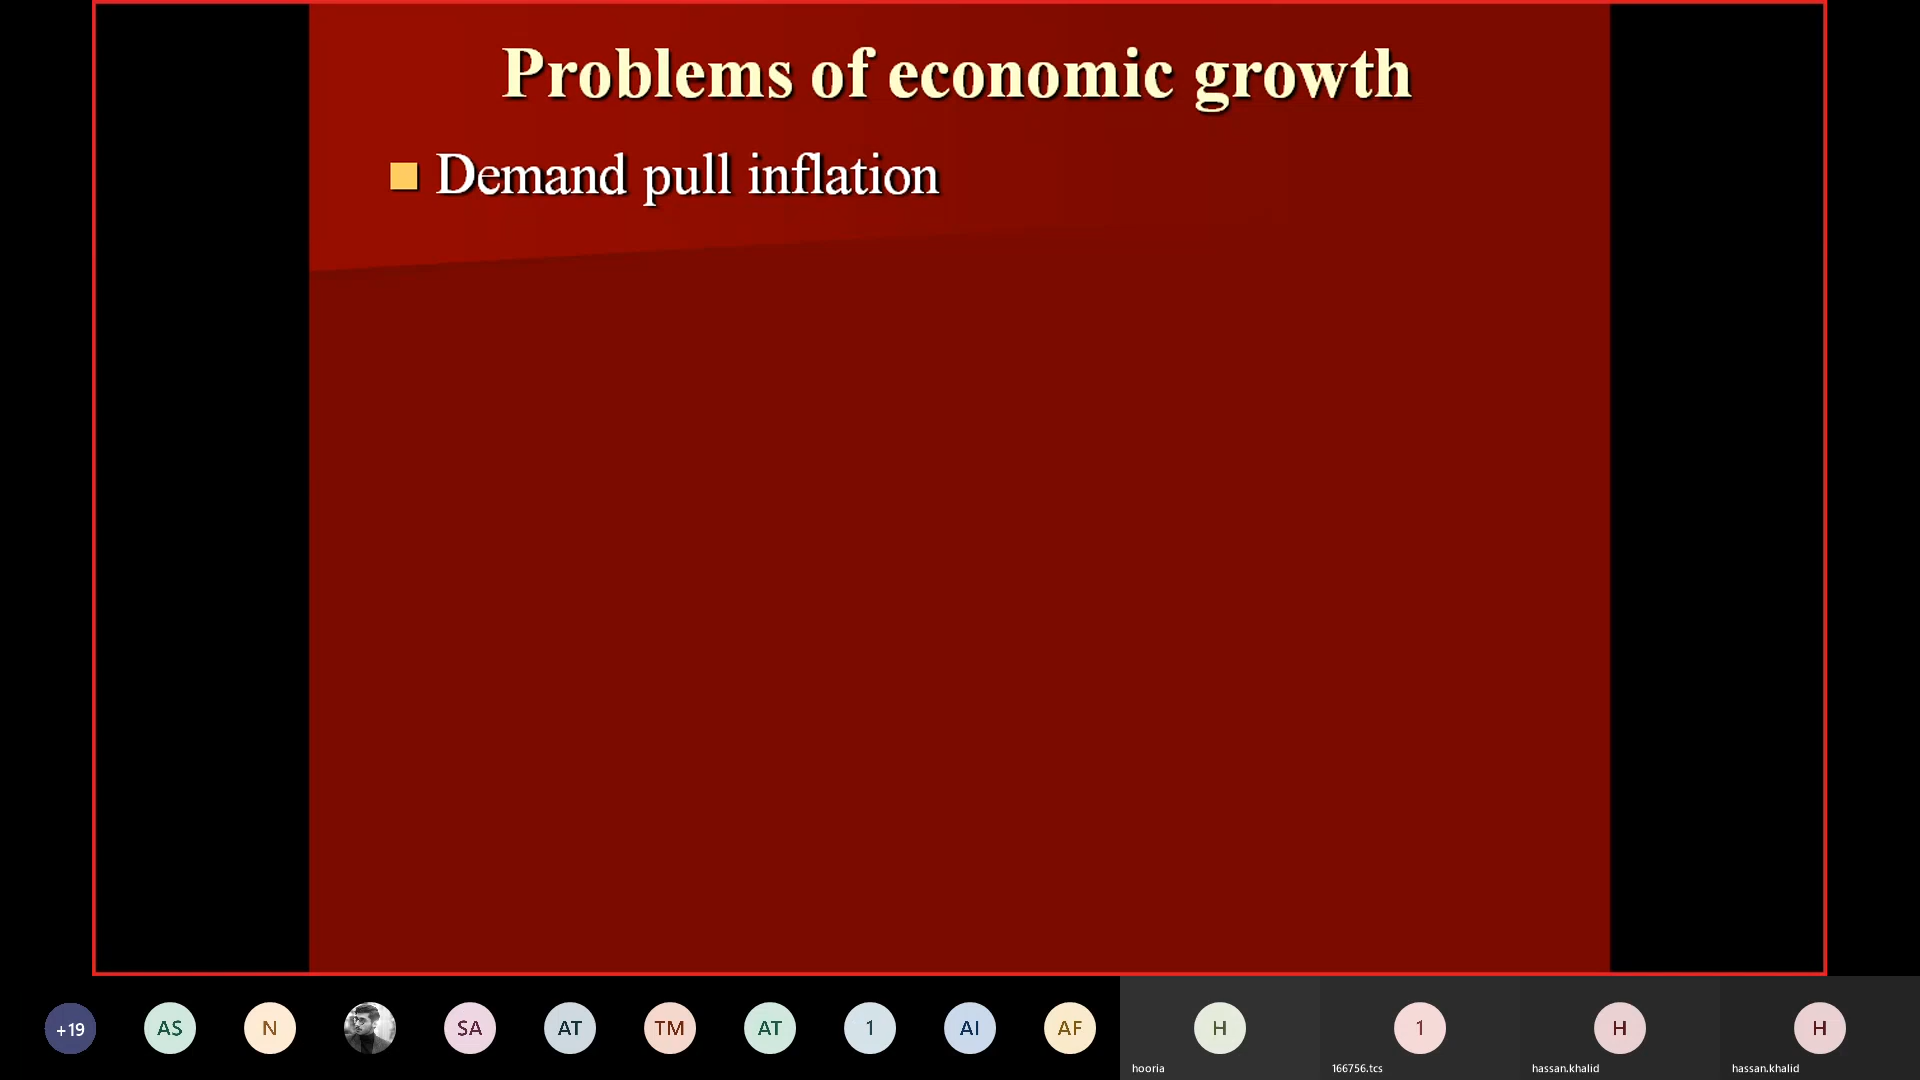 Problems of economic growth
Demand pull inflation
+19
AS
N
SA
AT
TM
AT
1
AI
AF
H
1
H
H
hooria
166756.tcs
hassan.khalid
hassan.khalid